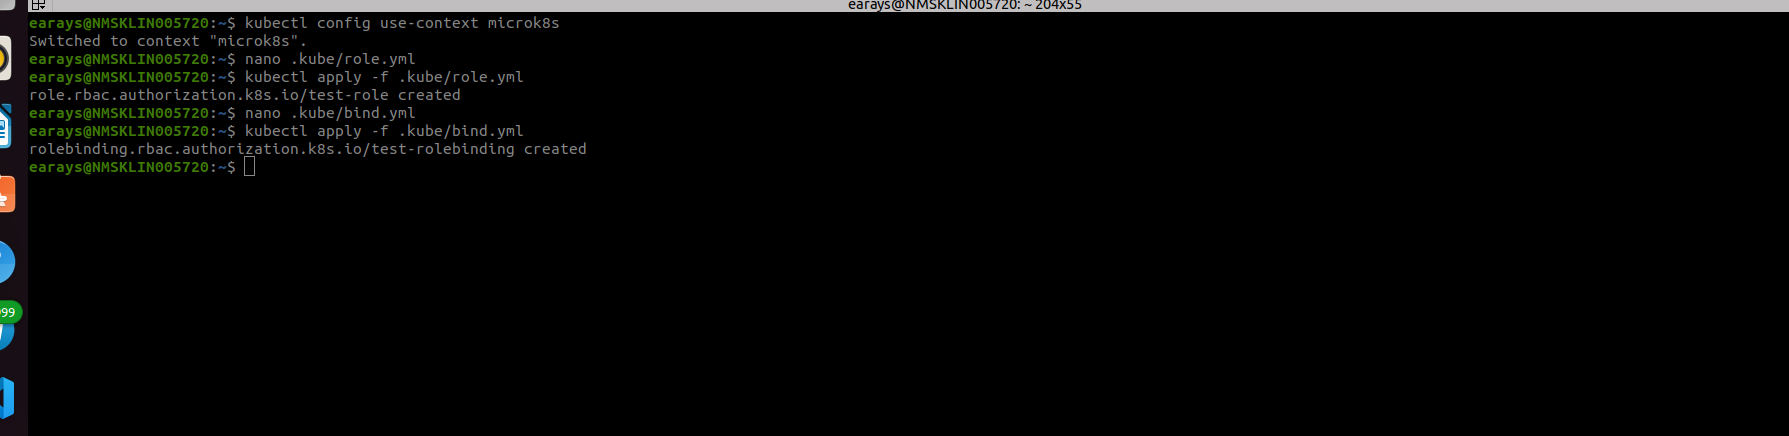 earays@NMSKLIN005720: ~ 204x55
earays@NMSKLIN005720:~$ kubectl config use-context microk8s
Switched to context "microk8s".
earays@NMSKLIN005720:~$ nano .kube/role.yml
earays@NMSKLIN005720:~$ kubectl apply -f .kube/role.yml
role.rbac.authorization.k8s.io/test-role created
earays@NMSKLIN005720:~$ nano .kube/bind.yml
earays@NMSKLIN005720:~$ kubectl apply -f .kube/bind.yml
rolebinding.rbac.authorization.k8s.io/test-rolebinding created
earays@NMSKLIN005720:~$
99